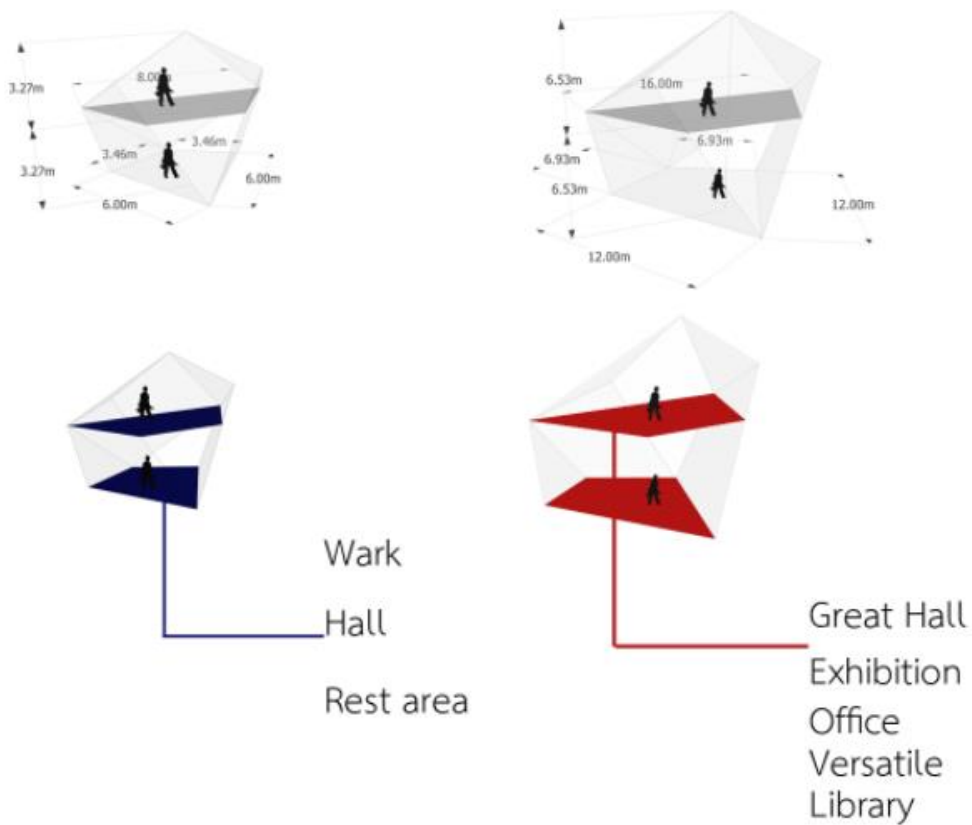 8.00m
3.27m
3.46m
3.46m
3.27m
6.00m
6.00m
6.53m
16.00m
6.93m
6.93m
6.53m
12.00m
12.00m
Wark
Hall
Rest area
Great Hall
Exhibition
Office
Versatile
Library